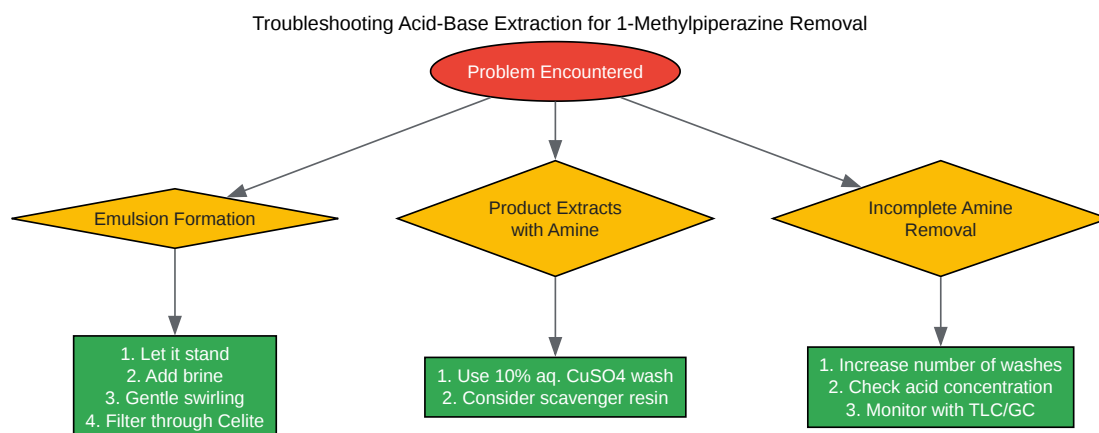 Troubleshooting Acid-Base Extraction for 1-Methylpiperazine Removal
Problem Encountered
Emulsion Formation
Product Extracts
with Amine
Incomplete Amine
Removal
1. Let it stand
2. Add brine
3. Gentle swirling
4. Filter through Celite
1. Use 10% aq. CuSO4 wash
2. Consider scavenger resin
1. Increase number of washes
2. Check acid concentration
3. Monitor with TLC/GC